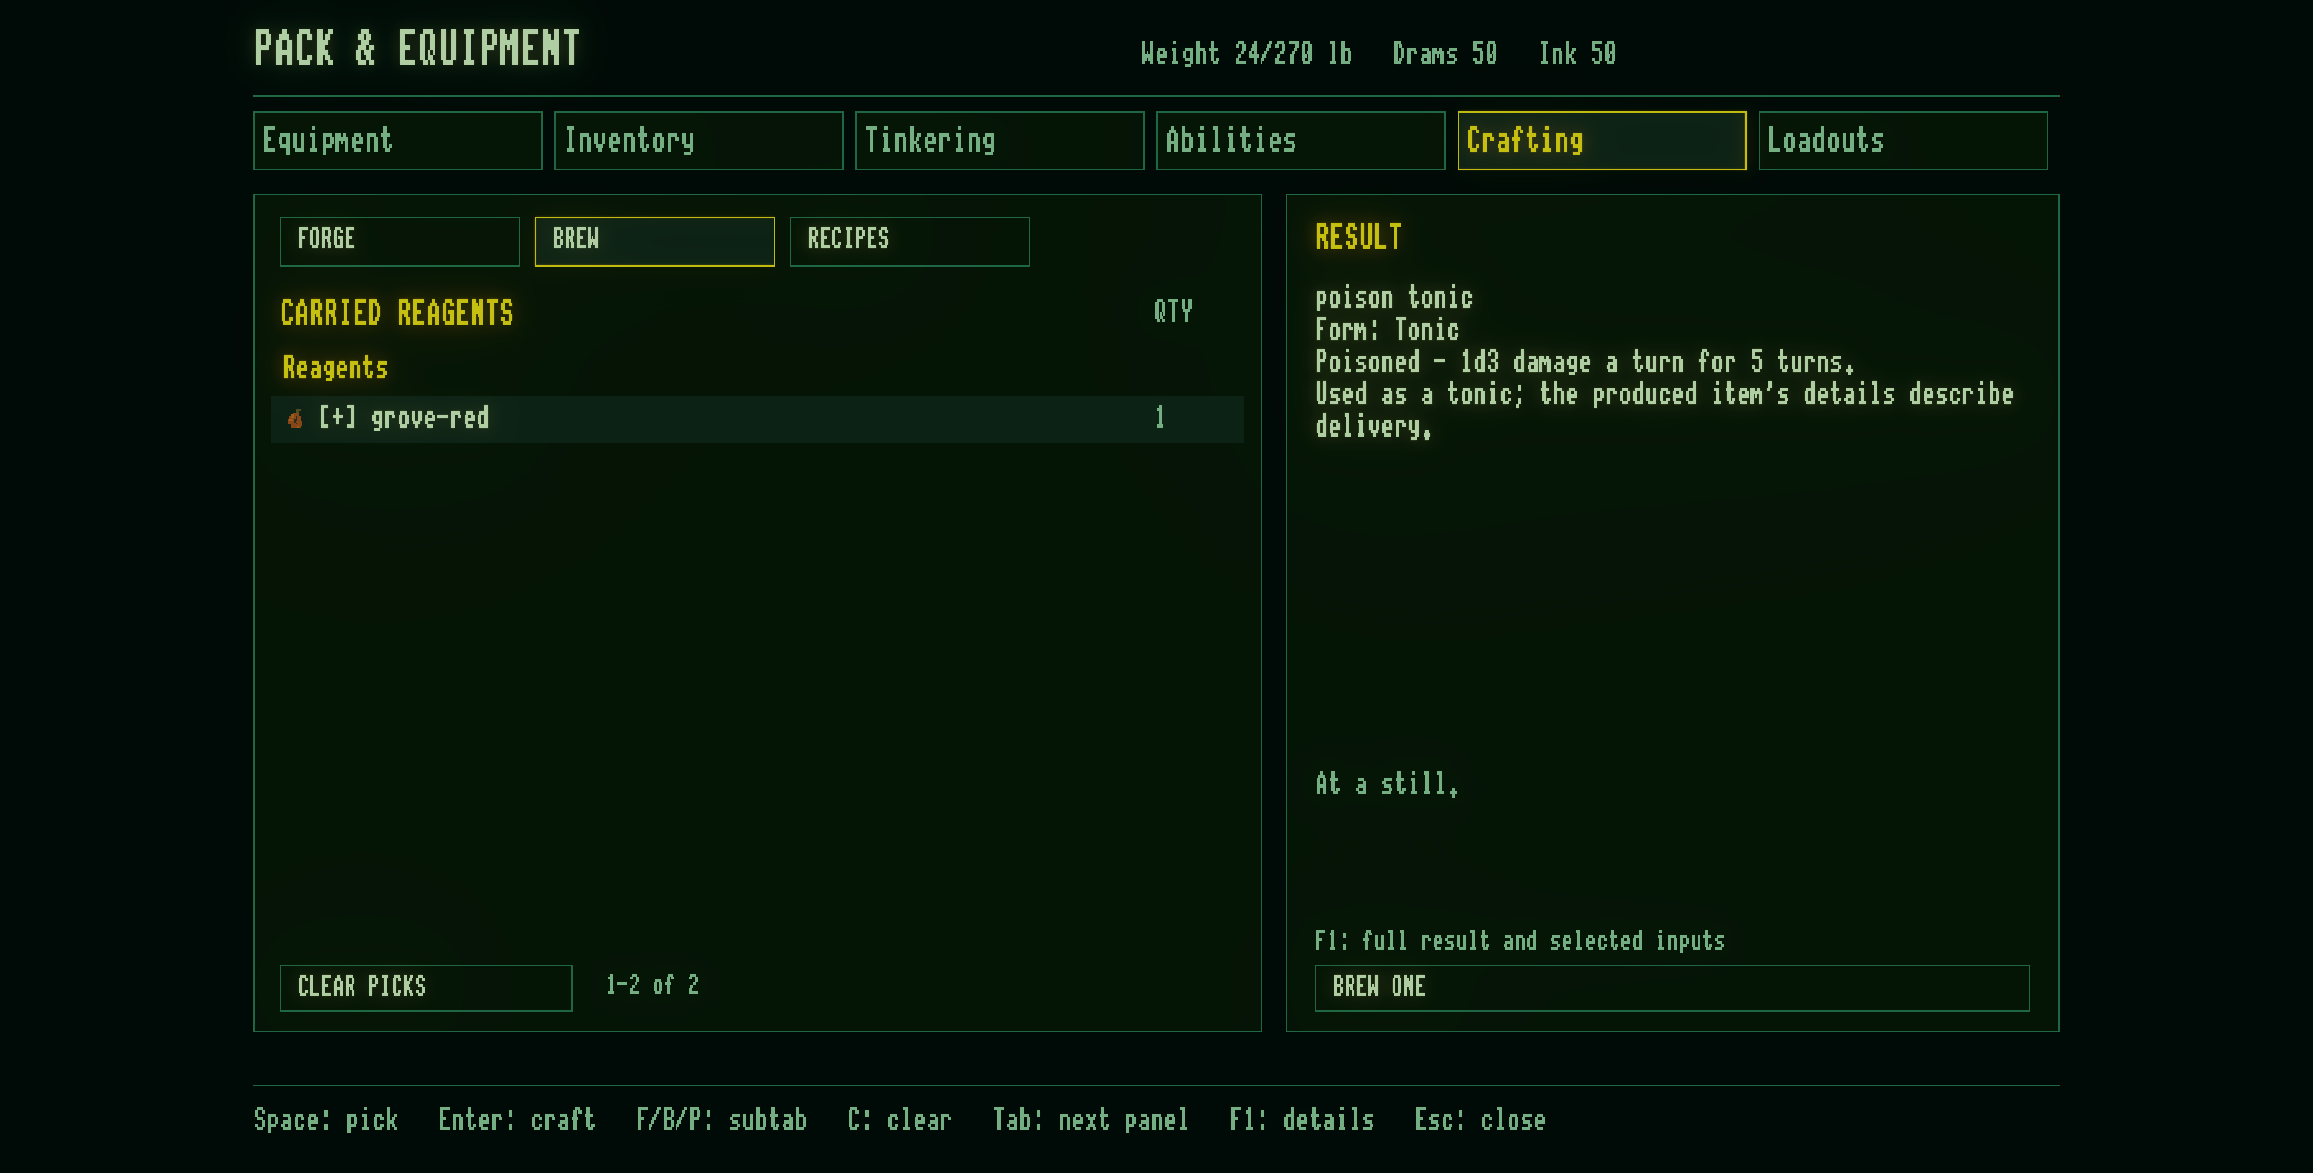 PACK & EQUIPMENT
Weight 24/270 lb Drams 50 Ink 50
Equipment
Inventory
Tinkering
Abilities
Crafting
Loadouts
FORGE
BREW
RECIPES
CARRIED REAGENTS QTY
Reagents
[+] grove-red 1
CLEAR PICKS
1-2 of 2
RESULT
poison tonic
Form: Tonic
Poisoned - 1d3 damage a turn for 5 turns.
Used as a tonic; the produced item's details describe
delivery.
At a still.
F1: full result and selected inputs
BREW ONE
Space: pick Enter: craft F/B/P: subtab C: clear Tab: next panel F1: details Esc: close